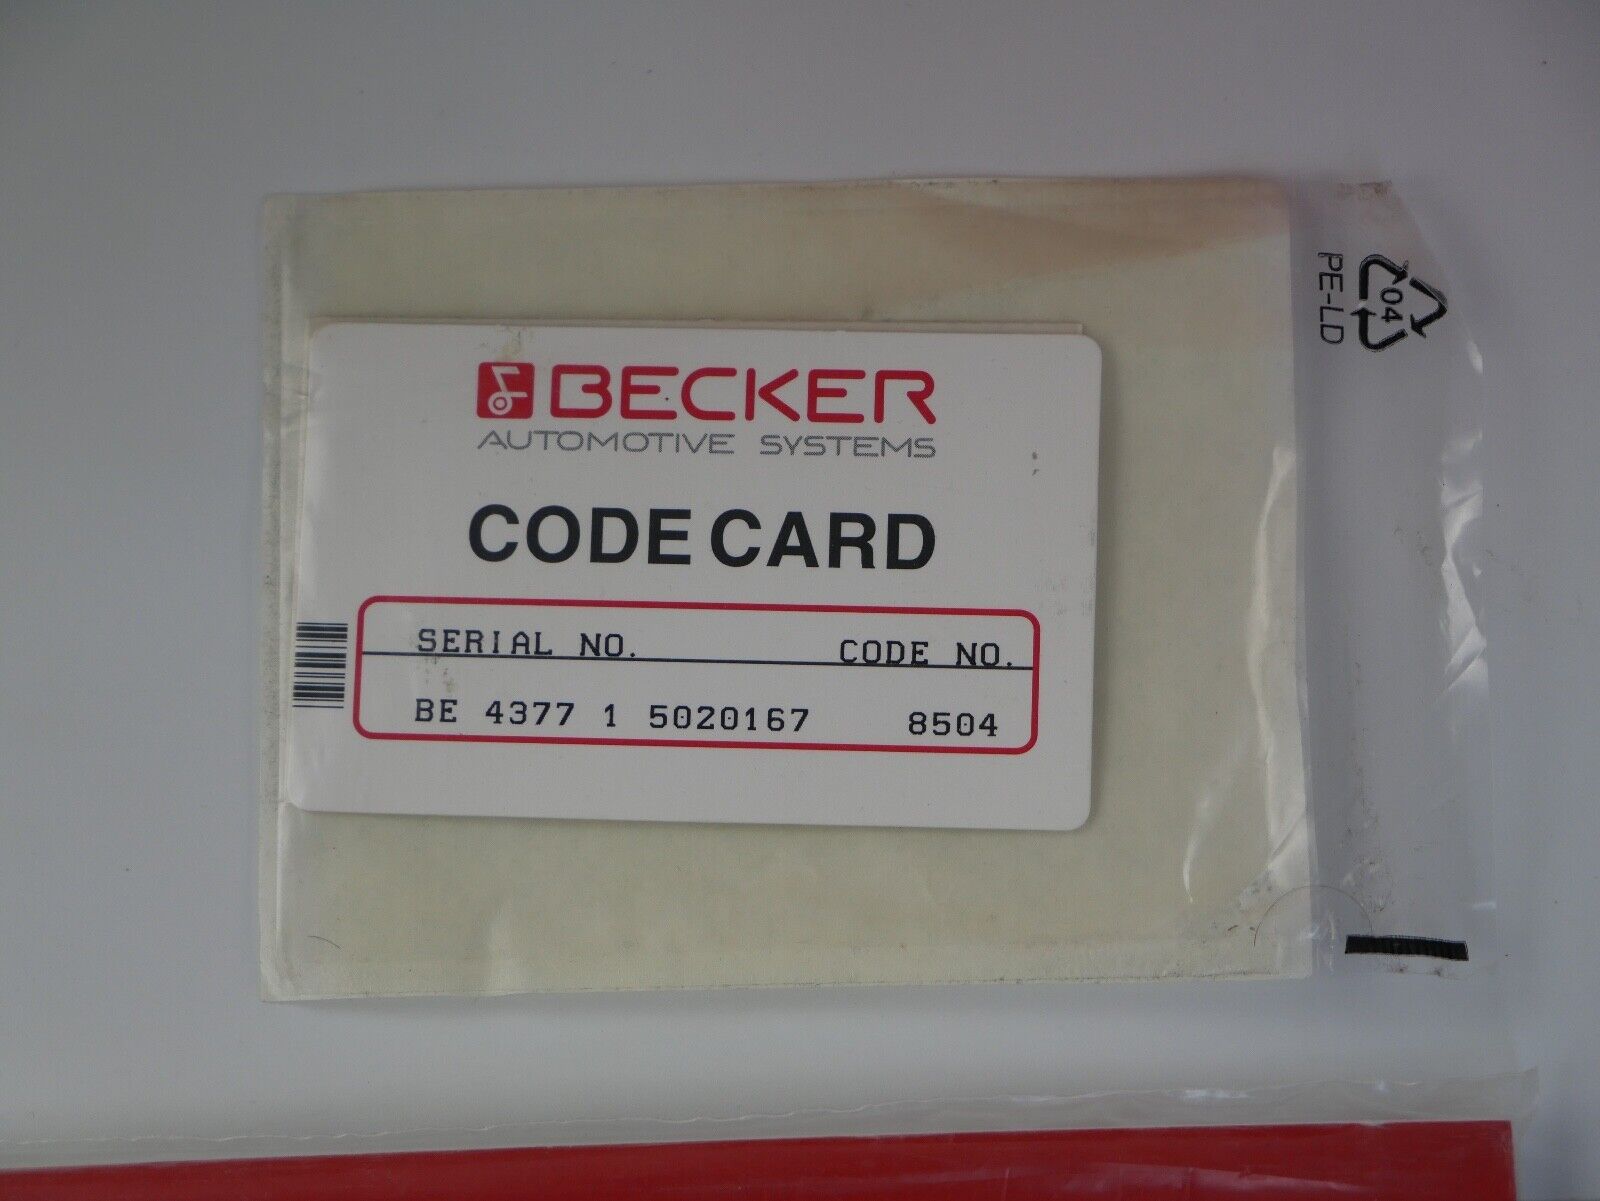 BECKER
AUTOMOTIVE SYSTEMS
CODE CARD
SERIAL NO. CODE NO.
BE 4377 1 5020167 8504
04
PE-LD